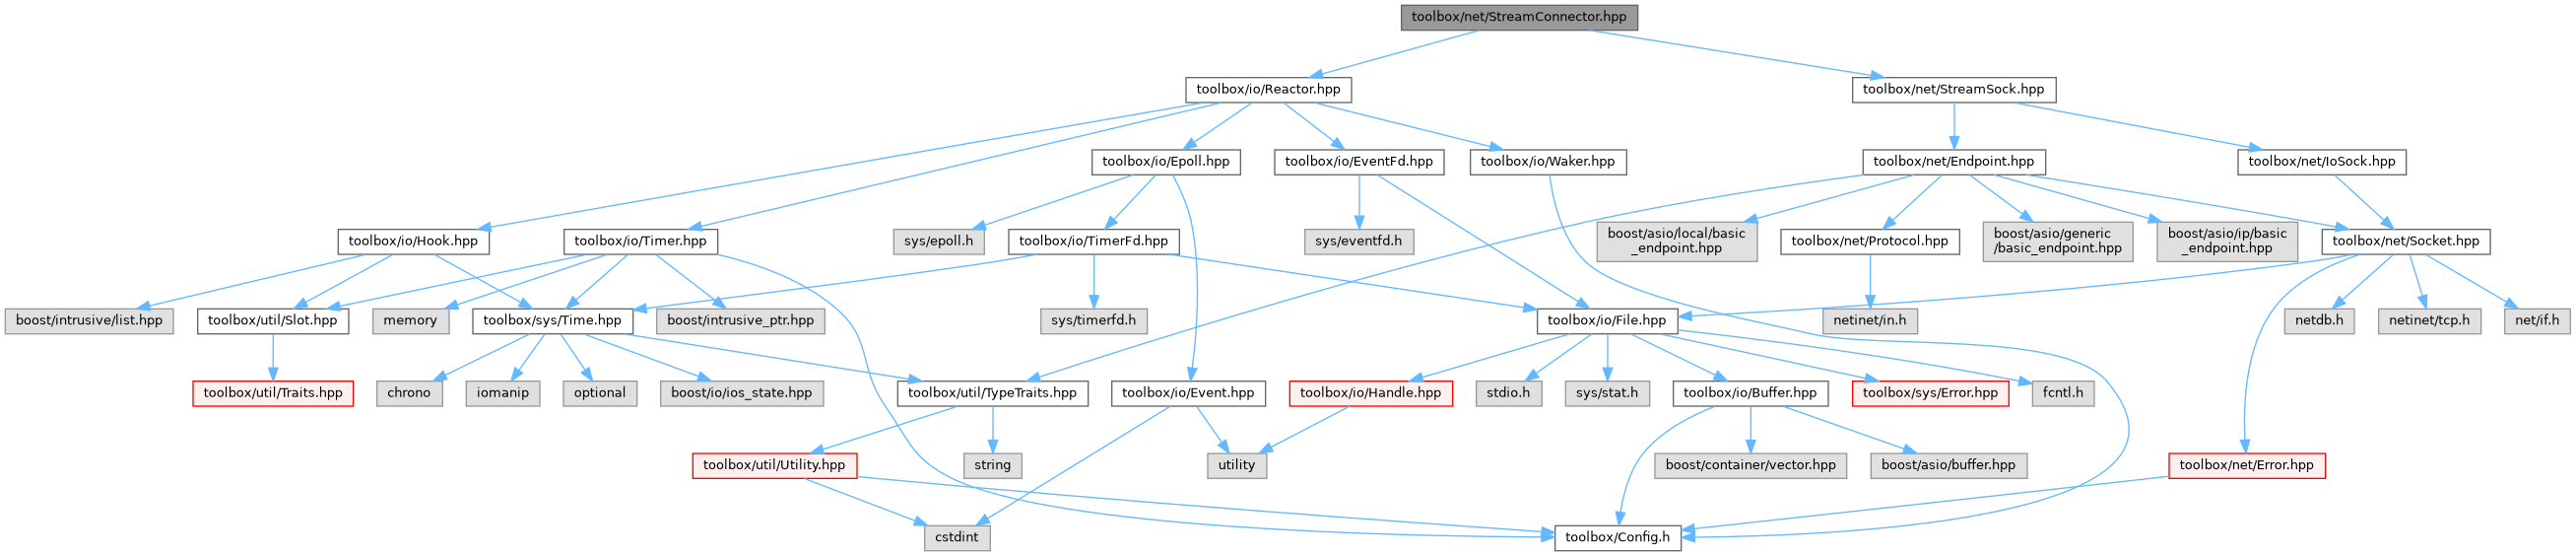 toolbox/net/StreamConnector.hpp
toolbox/io/Reactor.hpp
toolbox/net/StreamSock.hpp
toolbox/io/Epoll.hpp
toolbox/io/EventFd.hpp
toolbox/io/Waker.hpp
toolbox/net/Endpoint.hpp
toolbox/net/IoSock.hpp
toolbox/io/Hook.hpp
toolbox/io/Timer.hpp
sys/epoll.h
toolbox/io/TimerFd.hpp
sys/eventfd.h
boost/asio/local/basic
_endpoint.hpp
toolbox/net/Protocol.hpp
boost/asio/generic
/basic_endpoint.hpp
boost/asio/ip/basic
_endpoint.hpp
toolbox/net/Socket.hpp
boost/intrusive/list.hpp
toolbox/util/Slot.hpp
memory
toolbox/sys/Time.hpp
boost/intrusive_ptr.hpp
sys/timerfd.h
toolbox/io/File.hpp
netinet/in.h
netdb.h
netinet/tcp.h
net/if.h
toolbox/util/Traits.hpp
chrono
iomanip
optional
boost/io/ios_state.hpp
toolbox/util/TypeTraits.hpp
toolbox/io/Event.hpp
toolbox/io/Handle.hpp
stdio.h
sys/stat.h
toolbox/io/Buffer.hpp
toolbox/sys/Error.hpp
fcntl.h
toolbox/util/Utility.hpp
string
utility
boost/container/vector.hpp
boost/asio/buffer.hpp
toolbox/net/Error.hpp
cstdint
toolbox/Config.h